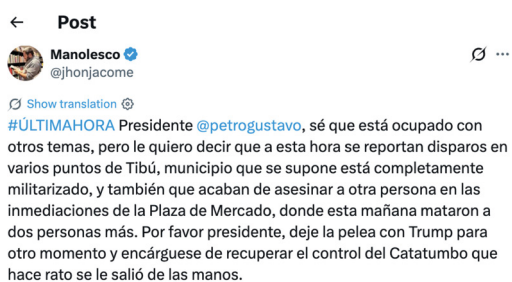 Post
Manolesco
@jhonjacome
Show translation
#ÚLTIMAHORA Presidente @petrogustavo, sé que está ocupado con
otros temas, pero le quiero decir que a esta hora se reportan disparos en
varios puntos de Tibú, municipio que se supone está completamente
militarizado, y también que acaban de asesinar a otra persona en las
inmediaciones de la Plaza de Mercado, donde esta mañana mataron a
dos personas más. Por favor presidente, deje la pelea con Trump para
otro momento y encárguese de recuperar el control del Catatumbo que
hace rato se le salió de las manos.